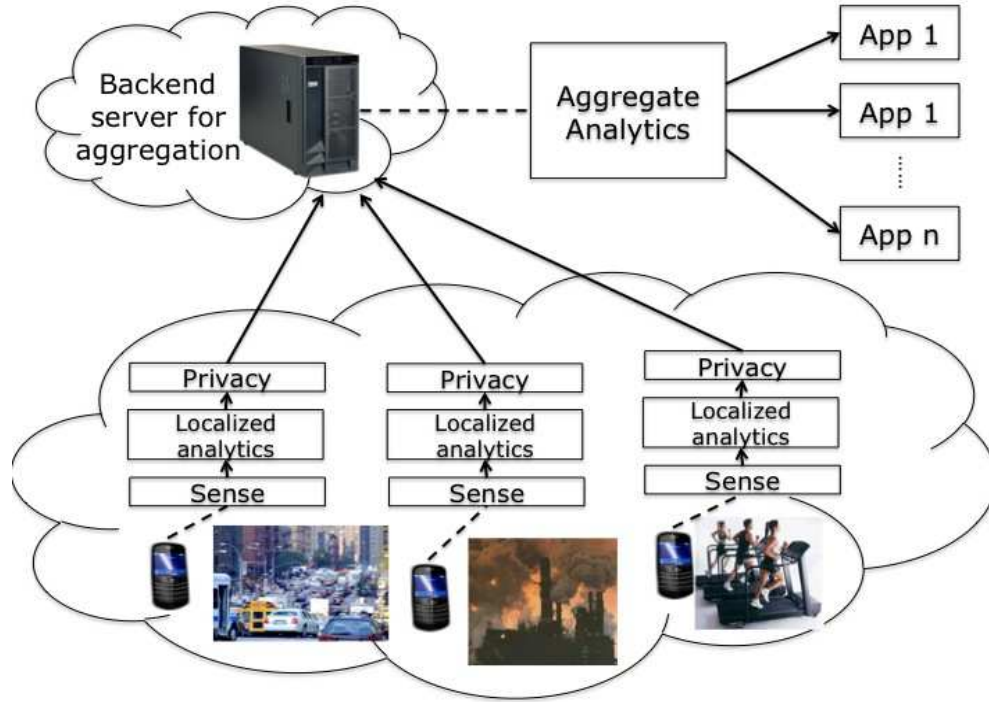 Backend
server for
aggregation
Aggregate
Analytics
App 1
App 1
App n
Privacy
Localized
analytics
Sense
Privacy
Localized
analytics
Sense
Privacy
Localized
analytics
Sense